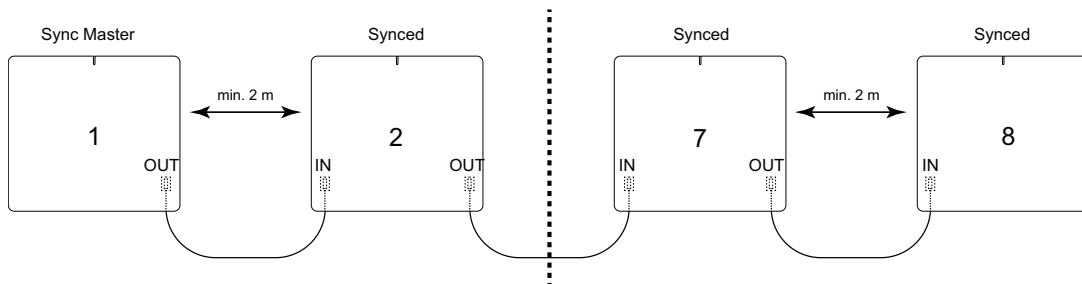 Sync Master
Synced
Synced
Synced
min. 2 m
min. 2 m
1
2
7
8
OUT
IN
OUT
IN
OUT
IN